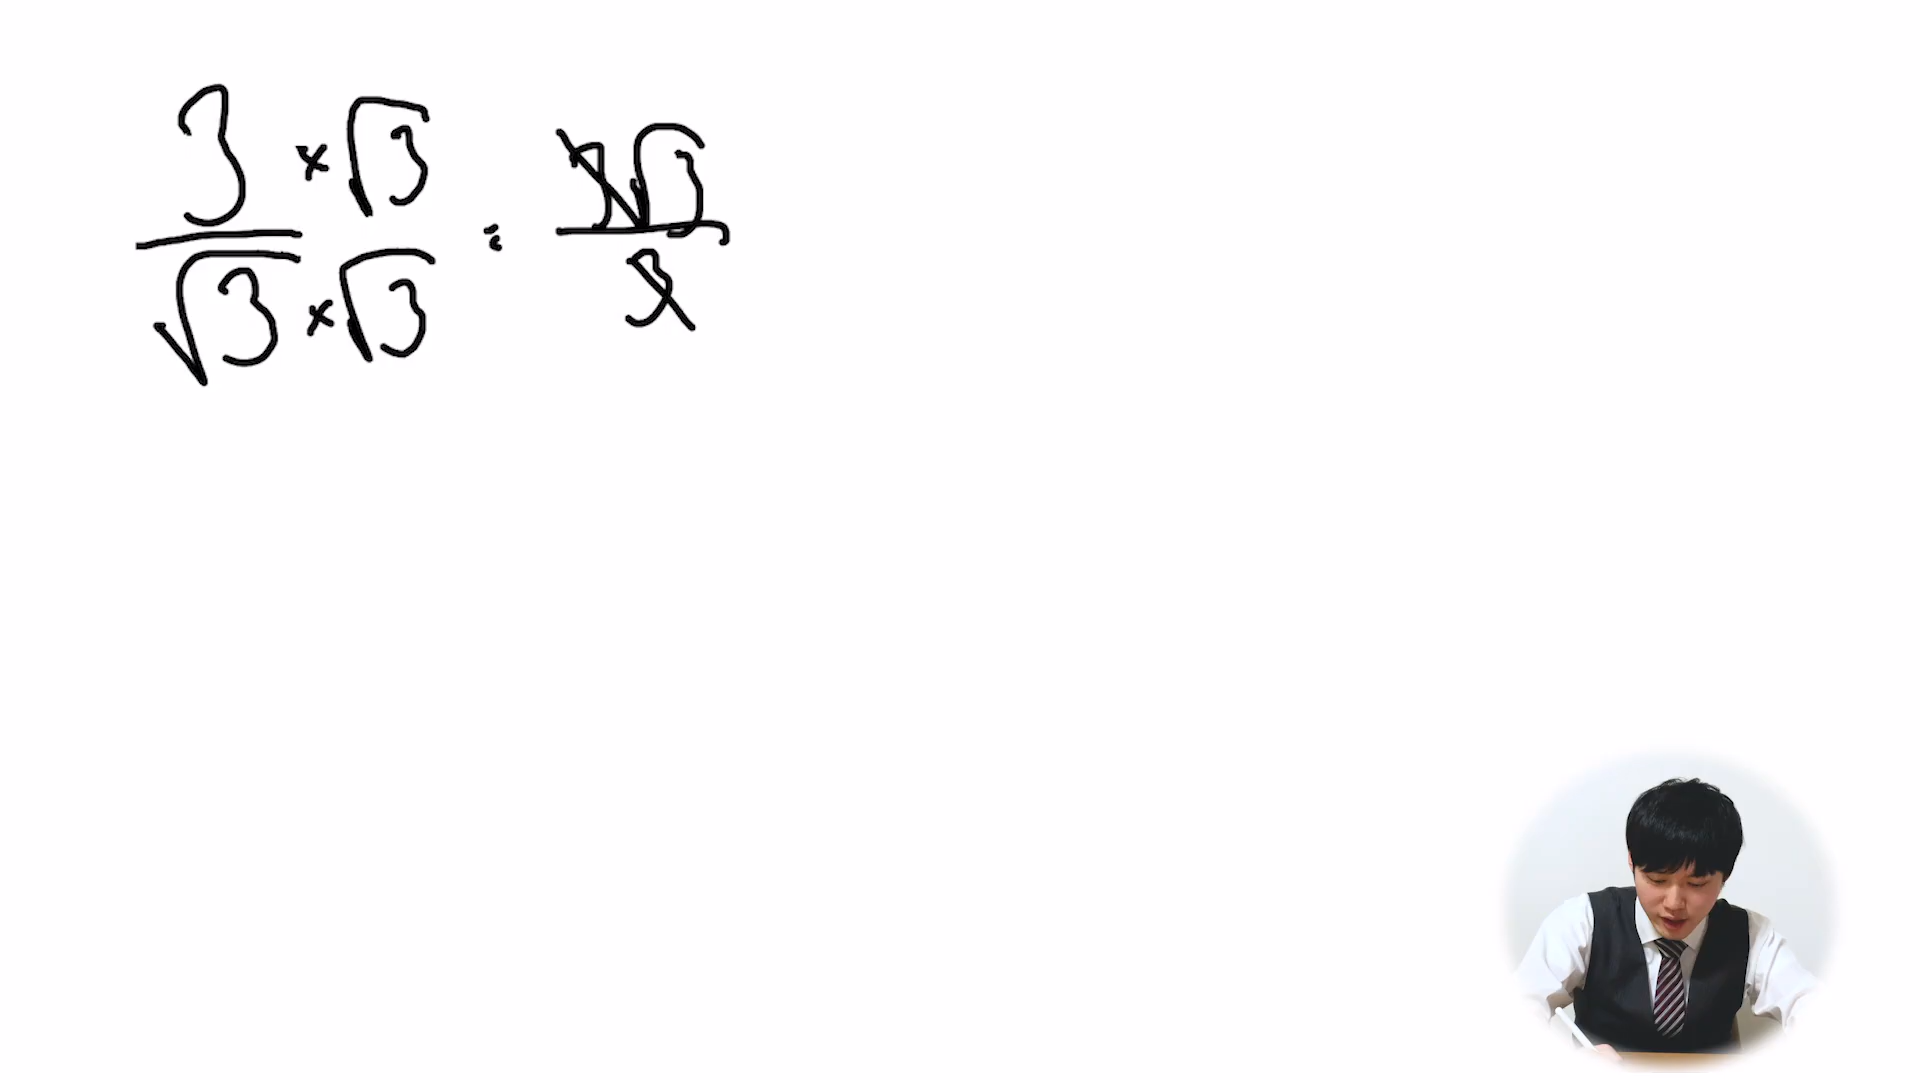 3×√3 / √3×√3 = 3√3 / 3